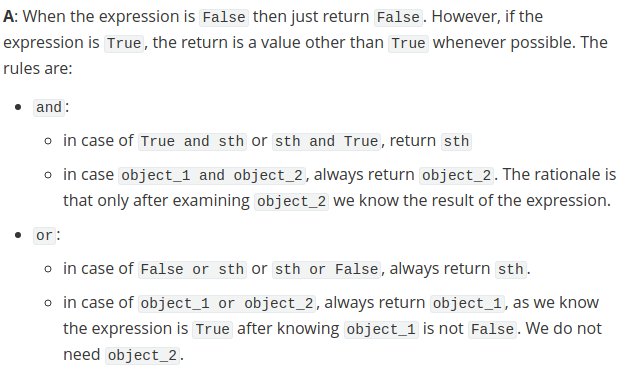 A: When the expression is False then just return False. However, if the
expression is True, the return is a value other than True whenever possible. The
rules are:
• and:
◦ in case of True and sth or sth and True, return sth
◦ in case object_1 and object_2, always return object_2. The rationale is
that only after examining object_2 we know the result of the expression.
• or:
◦ in case of False or sth or sth or False, always return sth.
◦ in case of object_1 or object_2, always return object_1, as we know
the expression is True after knowing object_1 is not False. We do not
need object_2.